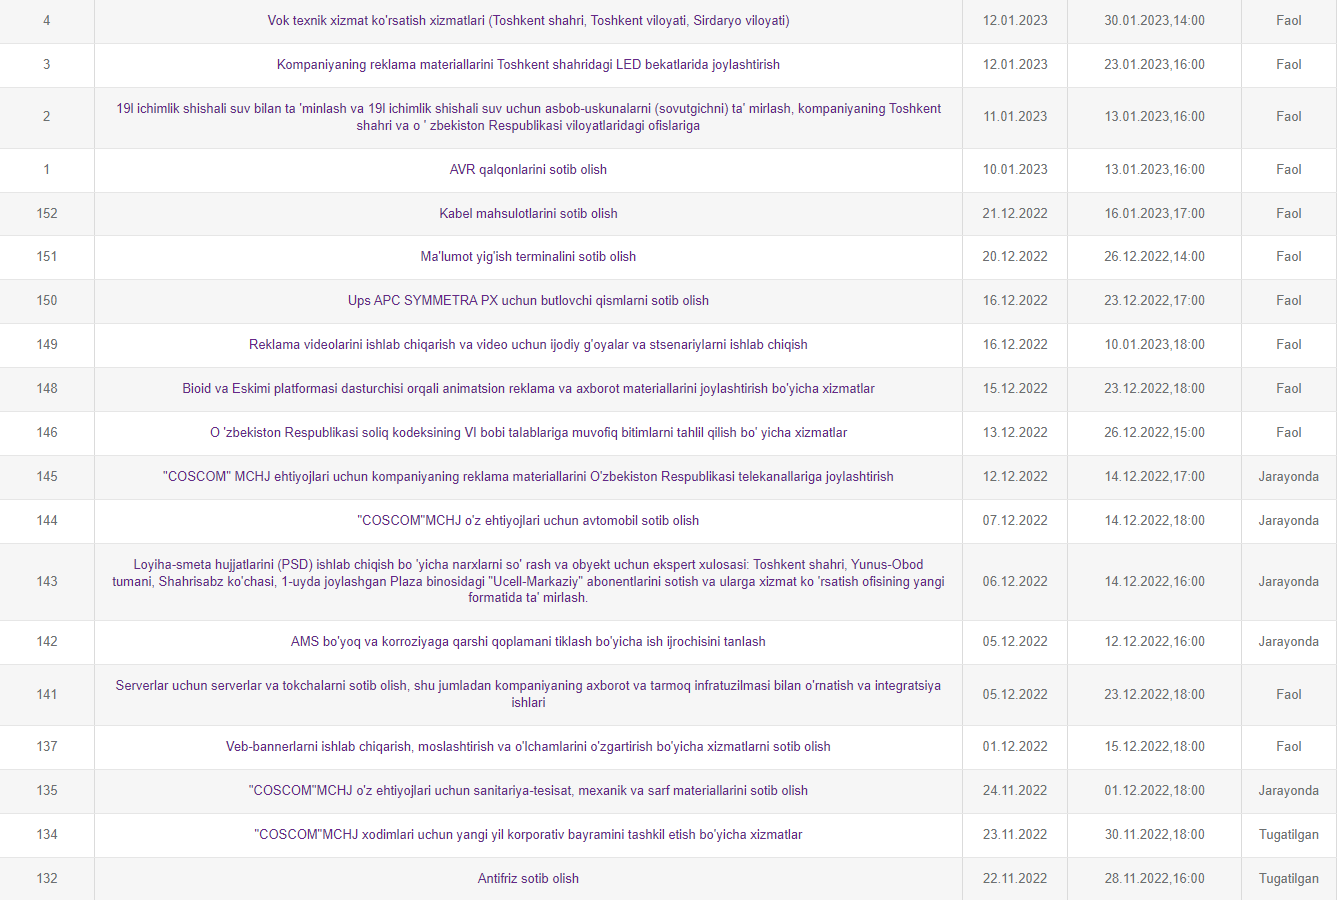 4 Vok texnik xizmat ko'rsatish xizmatlari (Toshkent shahri, Toshkent viloyati, Sirdaryo viloyati) 12.01.2023 30.01.2023,14:00 Faol
3 Kompaniyaning reklama materiallarini Toshkent shahridagi LED bekatlarida joylashtirish 12.01.2023 23.01.2023,16:00 Faol
2 19l ichimlik shishali suv bilan ta 'minlash va 19l ichimlik shishali suv uchun asbob-uskunalarni (sovutgichni) ta' mirlash, kompaniyaning Toshkent 11.01.2023 13.01.2023,16:00 Faol
shahri va o ' zbekiston Respublikasi viloyatlaridagi ofislariga
1 AVR qalqonlarini sotib olish 10.01.2023 13.01.2023,16:00 Faol
152 Kabel mahsulotlarini sotib olish 21.12.2022 16.01.2023,17:00 Faol
151 Ma'lumot yig'ish terminalini sotib olish 20.12.2022 26.12.2022,14:00 Faol
150 Ups APC SYMMETRA PX uchun butlovchi qismlarni sotib olish 16.12.2022 23.12.2022,17:00 Faol
149 Reklama videolarini ishlab chiqarish va video uchun ijodiy g'oyalar va stsenariylarni ishlab chiqish 16.12.2022 10.01.2023,18:00 Faol
148 Bioid va Eskimi platformasi dasturchisi orqali animatsion reklama va axborot materiallarini joylashtirish bo'yicha xizmatlar 15.12.2022 23.12.2022,18:00 Faol
146 O 'zbekiston Respublikasi soliq kodeksining VI bobi talablariga muvofiq bitimlarni tahlil qilish bo' yicha xizmatlar 13.12.2022 26.12.2022,15:00 Faol
145 "COSCOM" MCHJ ehtiyojlari uchun kompaniyaning reklama materiallarini O'zbekiston Respublikasi telekanallariga joylashtirish 12.12.2022 14.12.2022,17:00 Jarayonda
144 "COSCOM"MCHJ o'z ehtiyojlari uchun avtomobil sotib olish 07.12.2022 14.12.2022,18:00 Jarayonda
143 Loyiha-smeta hujjatlarini (PSD) ishlab chiqish bo 'yicha narxlarni so' rash va obyekt uchun ekspert xulosasi: Toshkent shahri, Yunus-Obod 06.12.2022 14.12.2022,16:00 Jarayonda
tumani, Shahrisabz ko'chasi, 1-uyda joylashgan Plaza binosidagi "Ucell-Markaziy" abonentlarini sotish va ularga xizmat ko 'rsatish ofisining yangi
formatida ta' mirlash.
142 AMS bo'yoq va korroziyaga qarshi qoplamani tiklash bo'yicha ish ijrochisini tanlash 05.12.2022 12.12.2022,16:00 Jarayonda
141 Serverlar uchun serverlar va tokchalarni sotib olish, shu jumladan kompaniyaning axborot va tarmoq infratuzilmasi bilan o'rnatish va integratsiya 05.12.2022 23.12.2022,18:00 Faol
ishlari
137 Veb-bannerlarni ishlab chiqarish, moslashtirish va o'lchamlarini o'zgartirish bo'yicha xizmatlarni sotib olish 01.12.2022 15.12.2022,18:00 Faol
135 "COSCOM"MCHJ o'z ehtiyojlari uchun sanitariya-tesisat, mexanik va sarf materiallarini sotib olish 24.11.2022 01.12.2022,18:00 Jarayonda
134 "COSCOM"MCHJ xodimlari uchun yangi yil korporativ bayramini tashkil etish bo'yicha xizmatlar 23.11.2022 30.11.2022,18:00 Tugatilgan
132 Antifriz sotib olish 22.11.2022 28.11.2022,16:00 Tugatilgan